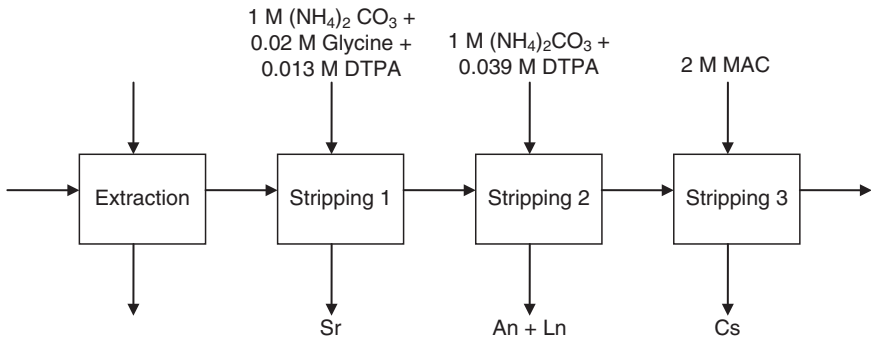 1 M (NH₄)₂ CO₃ +
0.02 M Glycine +
0.013 M DTPA
1 M (NH₄)₂CO₃ +
0.039 M DTPA
2 M MAC
Extraction
Stripping 1
Stripping 2
Stripping 3
Sr
An + Ln
Cs